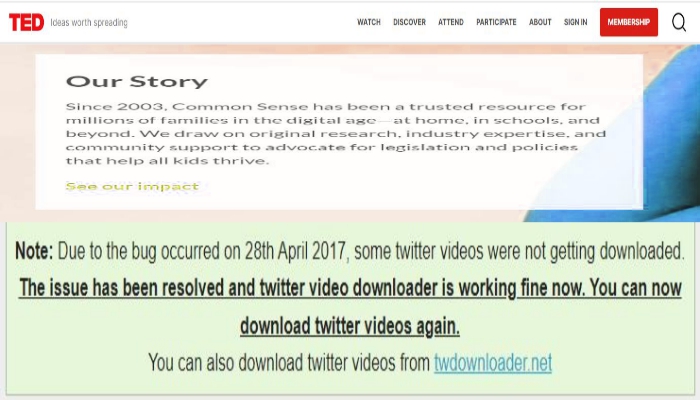 TED Ideas worth spreading WATCH DISCOVER ATTEND PARTICIPATE ABOUT SIGN IN MEMBERSHIP
Our Story
Since 2003, Common Sense has been a trusted resource for
millions of families in the digital age—at home, in schools, and
beyond. We draw on original research, industry expertise, and
community support to advocate for legislation and policies
that help all kids thrive.
See our impact
Note: Due to the bug occurred on 28th April 2017, some twitter videos were not getting downloaded.
The issue has been resolved and twitter video downloader is working fine now. You can now
download twitter videos again.
You can also download twitter videos from twdownloader.net